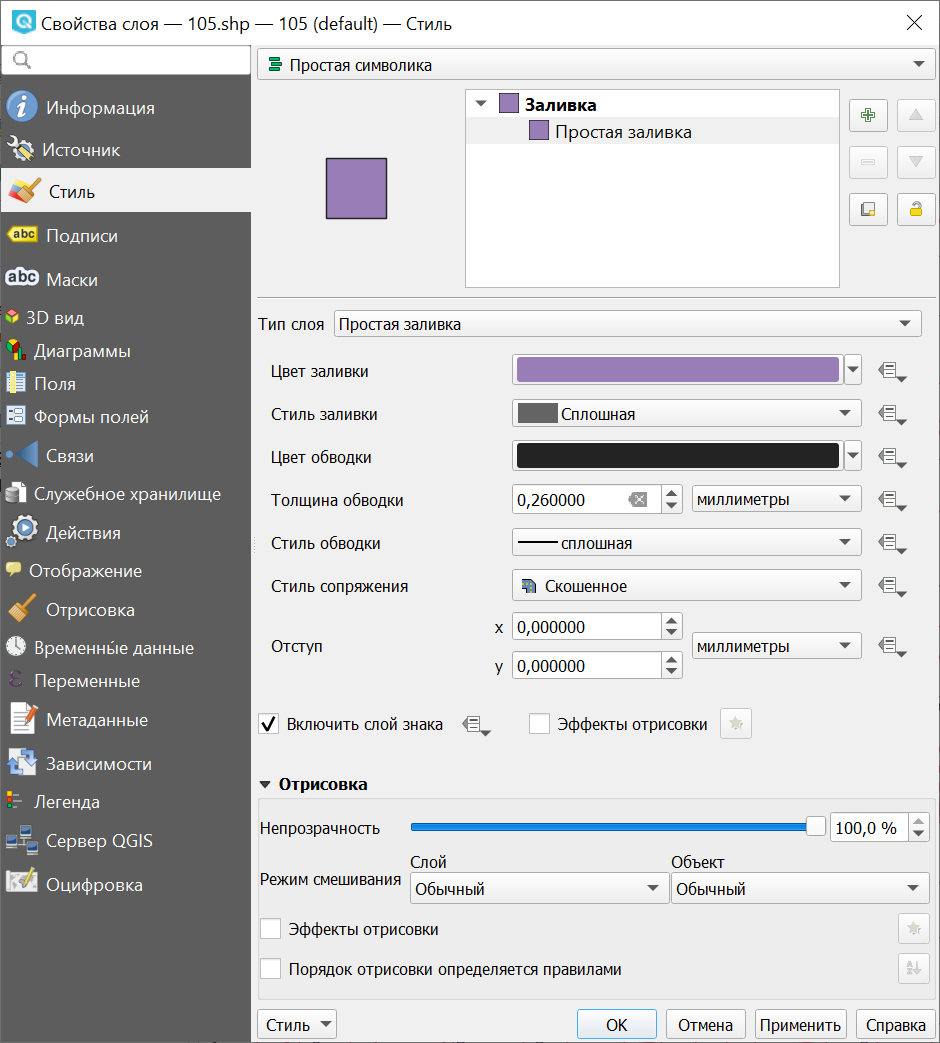 Свойства слоя — 105.shp — 105 (default) — Стиль
Информация
Источник
Стиль
abc Подписи
abc Маски
3D вид
Диаграммы
Поля
Формы полей
Связи
Служебное хранилище
Действия
Отображение
Отрисовка
Временны́е данные
ε Переменные
Метаданные
Зависимости
Легенда
Сервер QGIS
Оцифровка
Простая символика
Заливка
Простая заливка
Тип слоя Простая заливка
Цвет заливки
Стиль заливки Сплошная
Цвет обводки
Толщина обводки 0,260000 миллиметры
Стиль обводки сплошная
Стиль сопряжения Скошенное
Отступ x 0,000000 миллиметры
y 0,000000
Включить слой знака Эффекты отрисовки
Отрисовка
Непрозрачность 100,0 %
Слой Объект
Режим смешивания Обычный Обычный
Эффекты отрисовки
Порядок отрисовки определяется правилами
Стиль OK Отмена Применить Справка